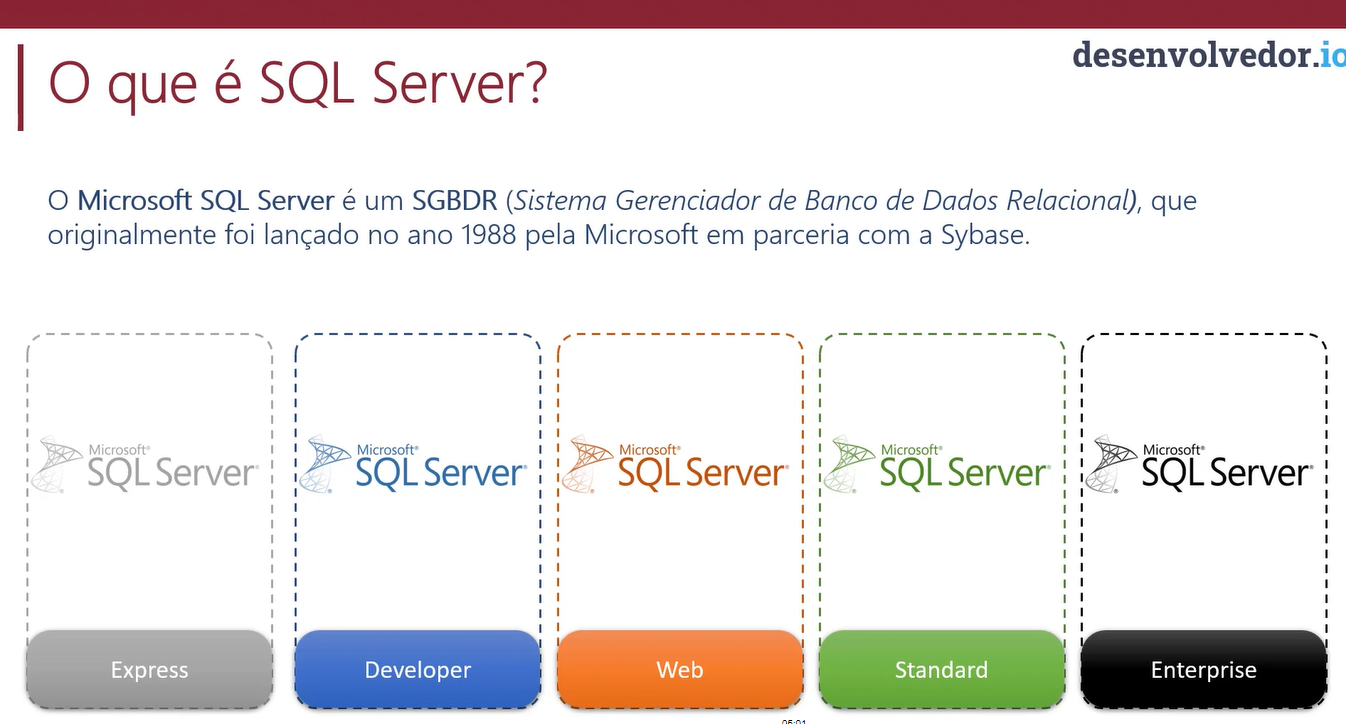 desenvolvedor.io
O que é SQL Server?
O Microsoft SQL Server é um SGBDR (Sistema Gerenciador de Banco de Dados Relacional), que
originalmente foi lançado no ano 1988 pela Microsoft em parceria com a Sybase.
Microsoft®
SQL Server®
Microsoft®
SQL Server®
Microsoft®
SQL Server®
Microsoft®
SQL Server®
Microsoft®
SQL Server®
Express
Developer
Web
Standard
Enterprise
05:01